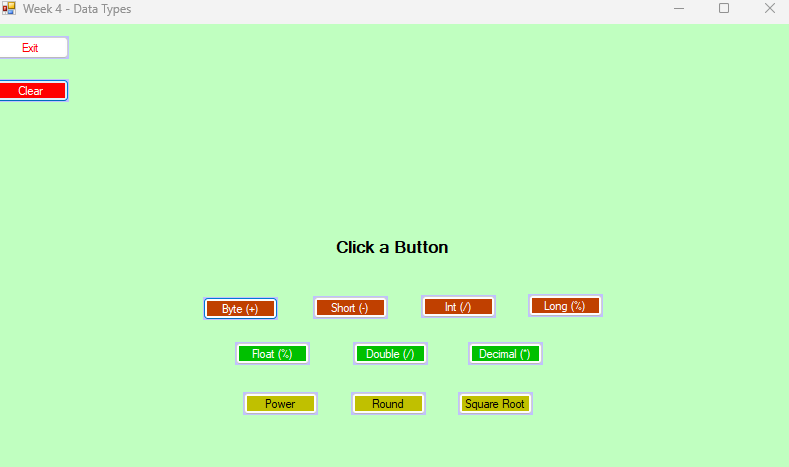 Week 4 - Data Types
Exit
Clear
Click a Button
Byte (+)
Short (-)
Int (/)
Long (%)
Float (%)
Double (/)
Decimal (*)
Power
Round
Square Root